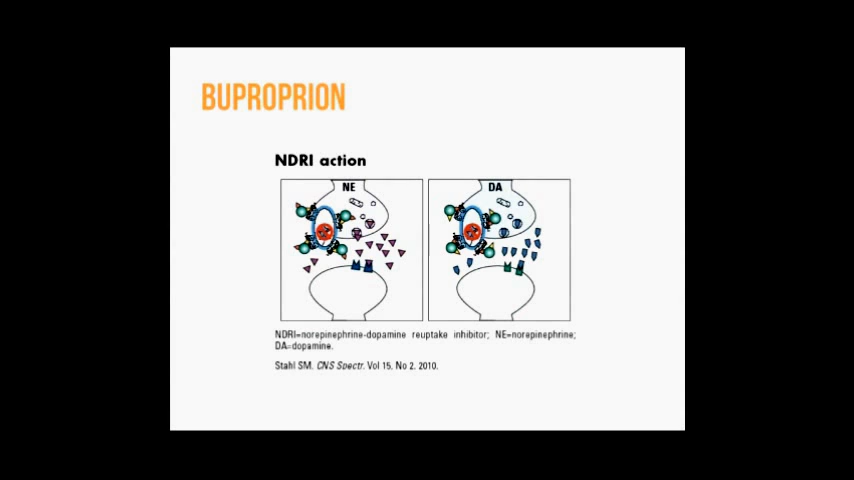 BUPROPRION
NDRI action
NE DA
NDRI=norepinephrine-dopamine reuptake inhibitor; NE=norepinephrine;
DA=dopamine.
Stahl SM. CNS Spectr. Vol 15, No 2. 2010.